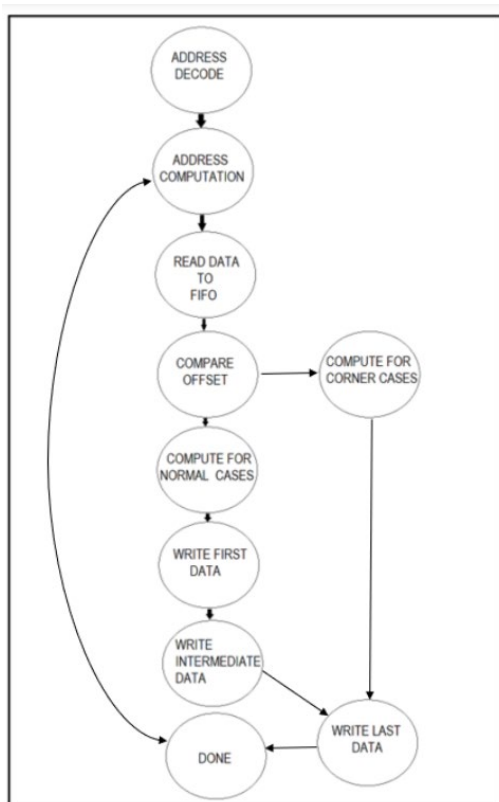 ADDRESS
DECODE
ADDRESS
COMPUTATION
READ DATA
TO
FIFO
COMPARE
OFFSET
COMPUTE FOR
CORNER CASES
COMPUTE FOR
NORMAL CASES
WRITE FIRST
DATA
WRITE
INTERMEDIATE
DATA
WRITE LAST
DATA
DONE